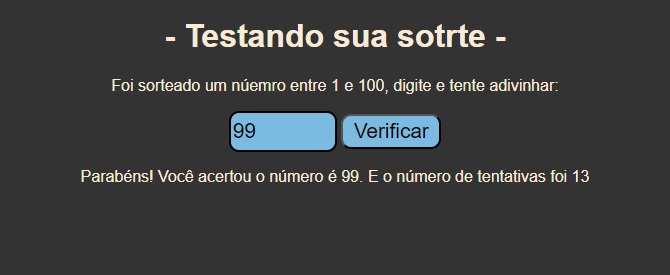 - Testando sua sotrte -
Foi sorteado um núemro entre 1 e 100, digite e tente adivinhar:
99 Verificar
Parabéns! Você acertou o número é 99. E o número de tentativas foi 13